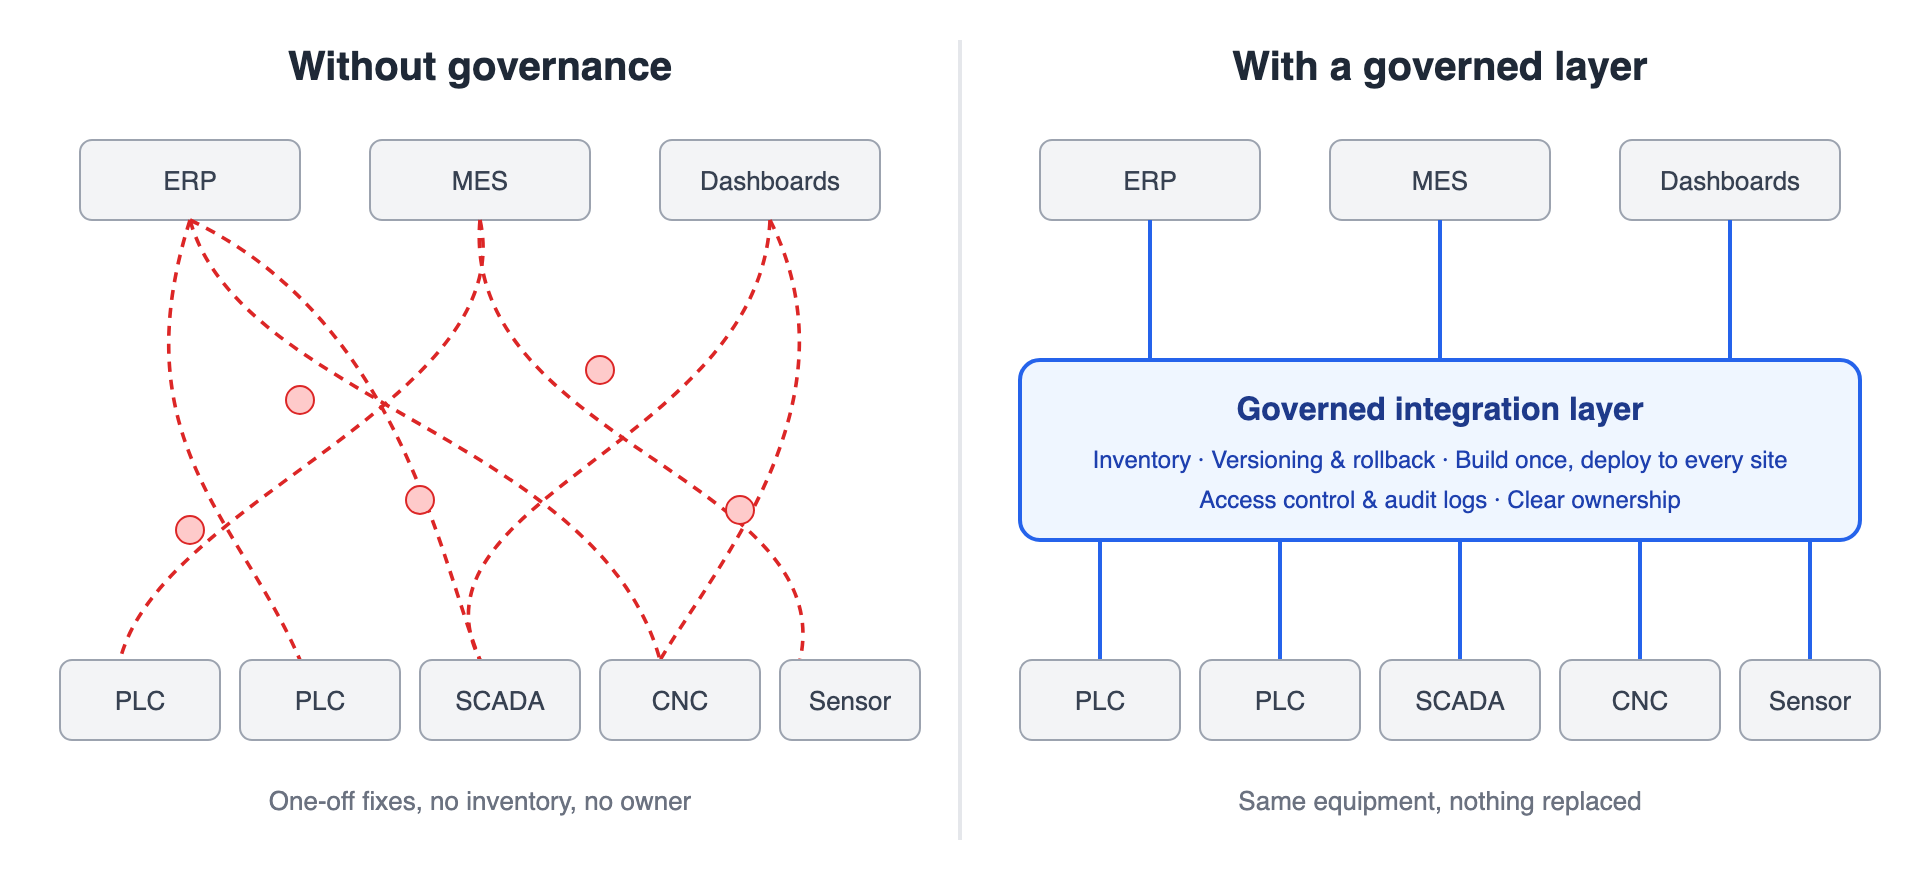 Without governance
ERP
MES
Dashboards
PLC
PLC
SCADA
CNC
Sensor
One-off fixes, no inventory, no owner
With a governed layer
ERP
MES
Dashboards
Governed integration layer
Inventory · Versioning & rollback · Build once, deploy to every site
Access control & audit logs · Clear ownership
PLC
PLC
SCADA
CNC
Sensor
Same equipment, nothing replaced